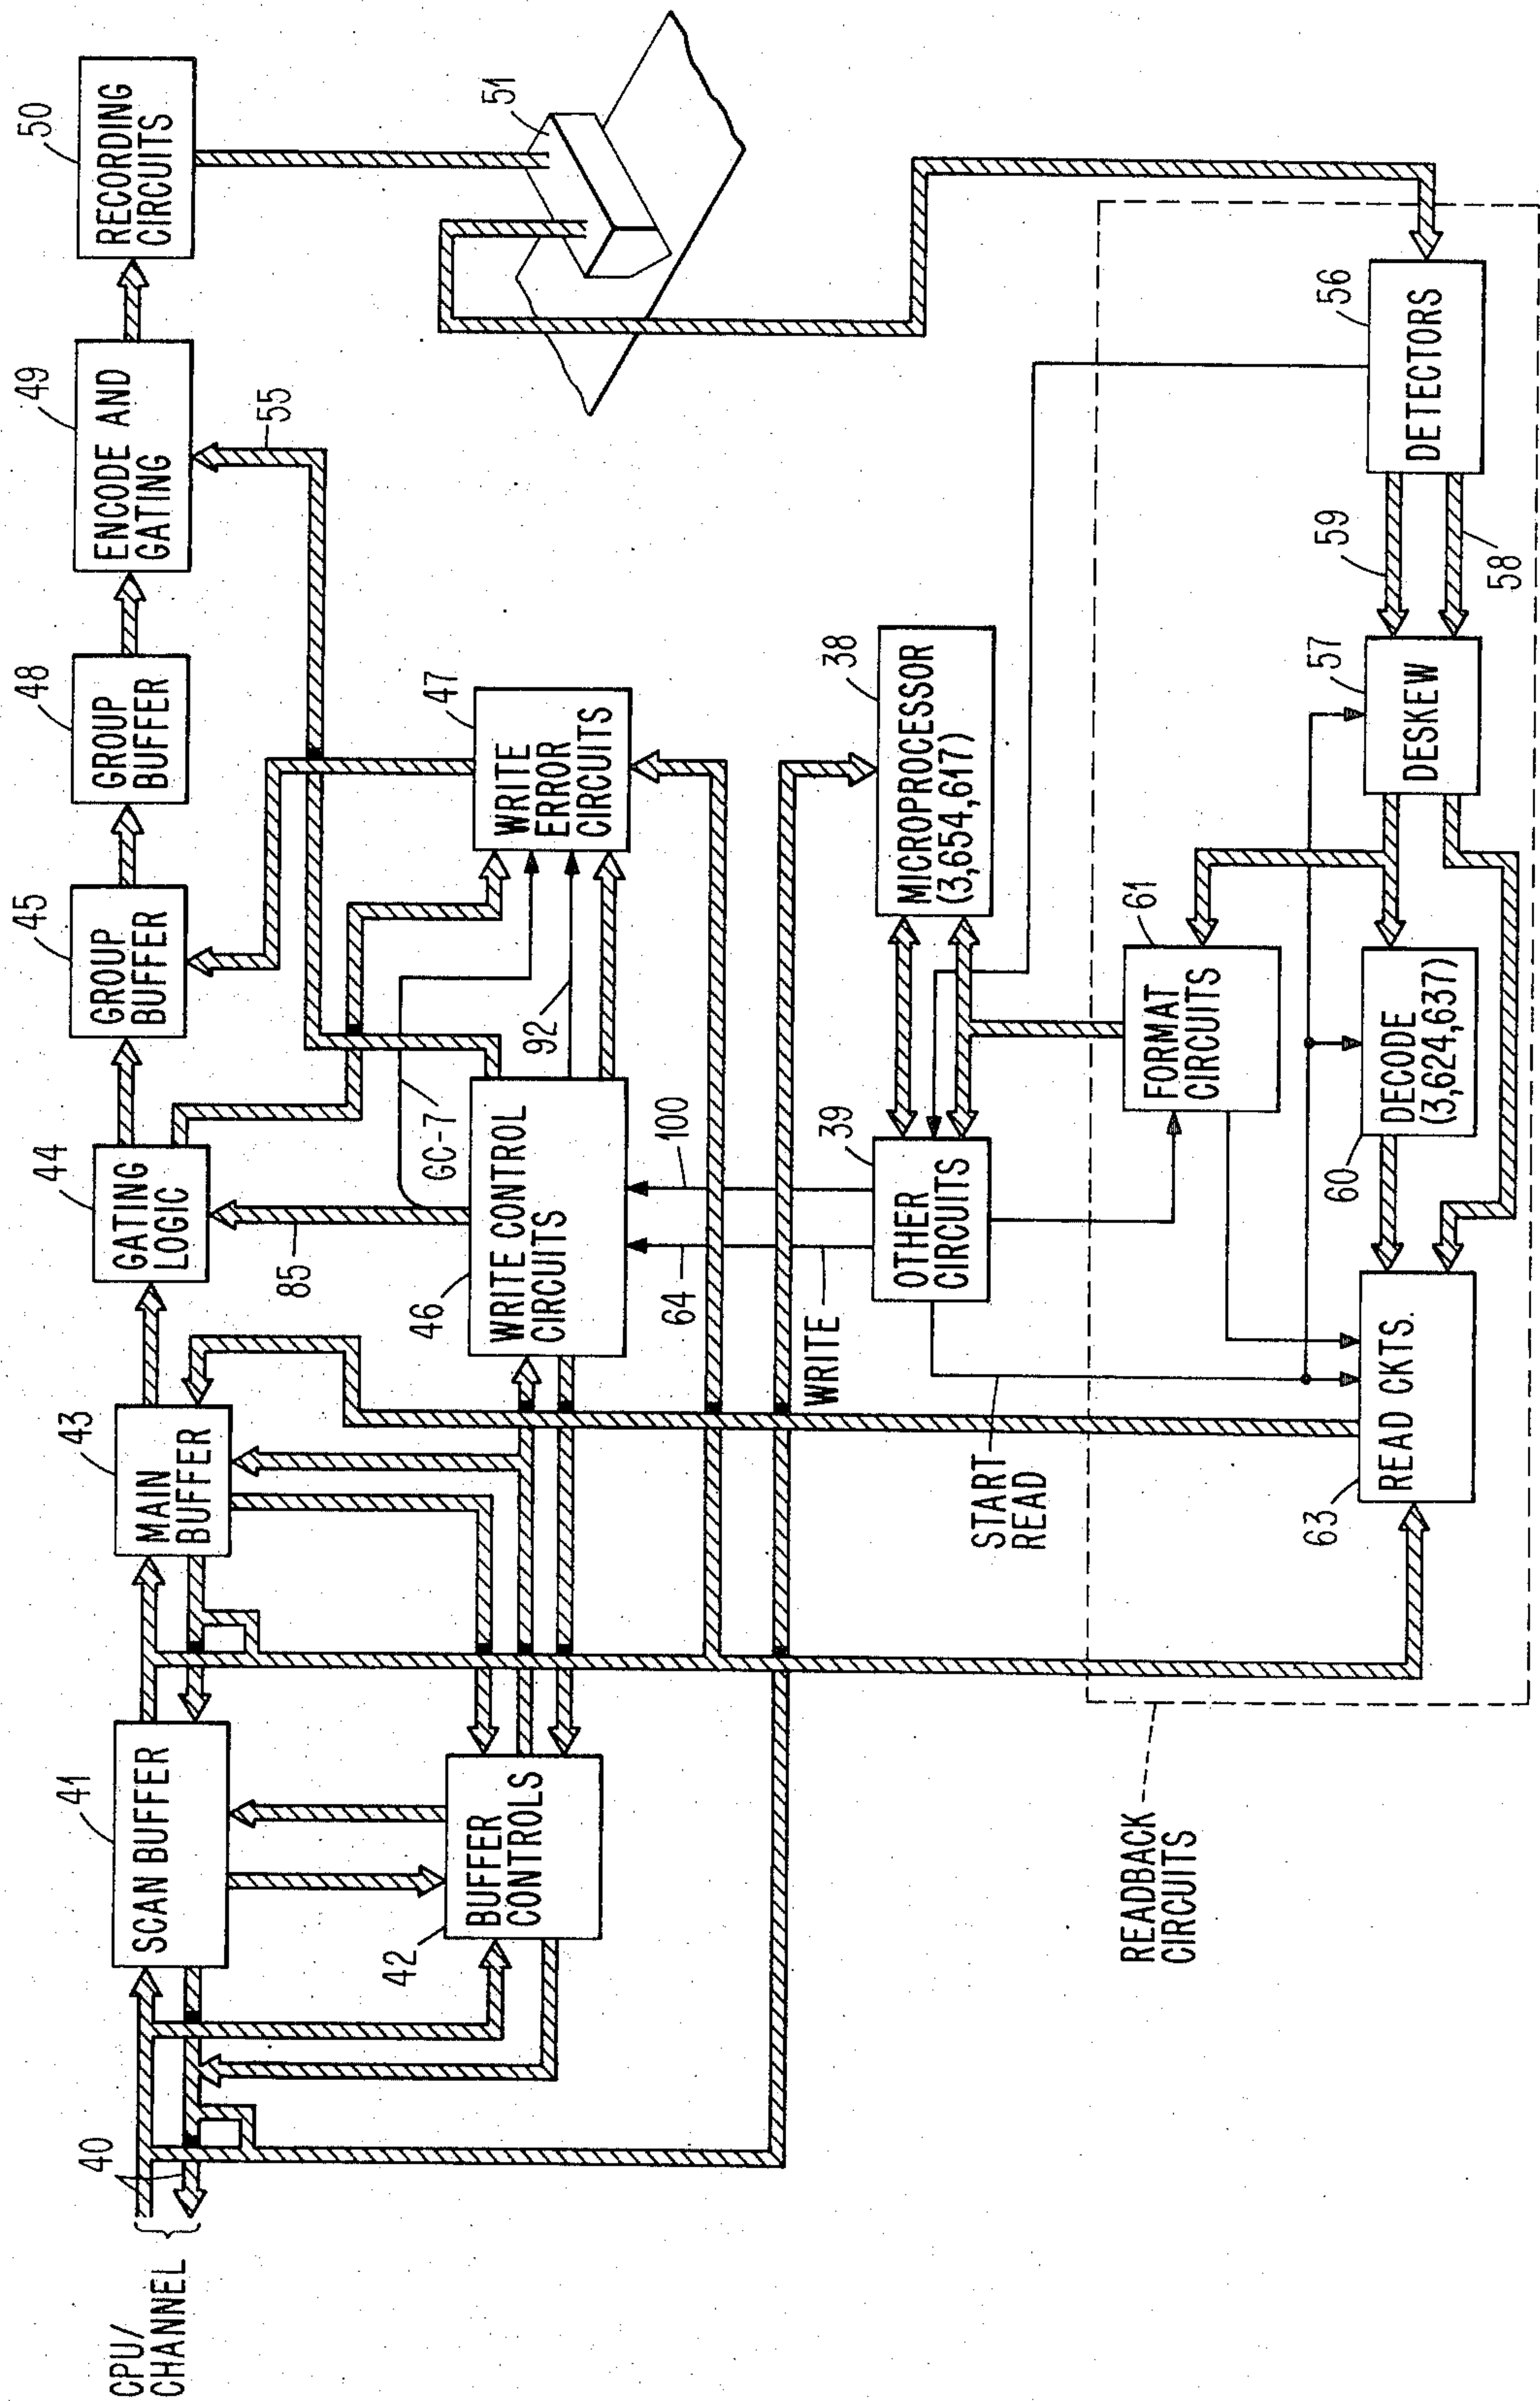 CPU/
CHANNEL
40
41
SCAN BUFFER
43
MAIN
BUFFER
44
GATING
LOGIC
45
GROUP
BUFFER
48
GROUP
BUFFER
49
ENCODE AND
GATING
50
RECORDING
CIRCUITS
51
55
85
GC-7
92
42
BUFFER
CONTROLS
46
WRITE CONTROL
CIRCUITS
47
WRITE
ERROR
CIRCUITS
64
100
WRITE
39
OTHER
CIRCUITS
38
MICROPROCESSOR
(3,654,617)
START
READ
READBACK
CIRCUITS
61
FORMAT
CIRCUITS
63
READ CKTS.
60
DECODE
(3,624,637)
57
DESKEW
59
58
56
DETECTORS